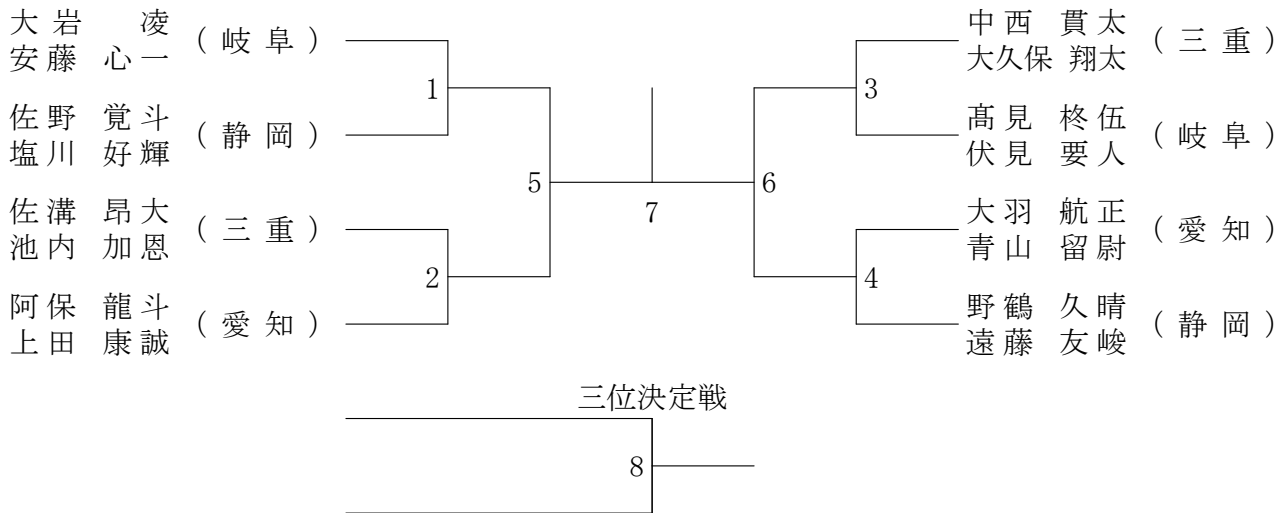 大岩 凌
安藤 心一
(岐阜)
佐野 覚斗
塩川 好輝
(静岡)
佐溝 昂大
池内 加恩
(三重)
阿保 龍斗
上田 康誠
(愛知)
1
2
5
7
6
3
4
中西 貫太
大久保 翔太
(三重)
髙見 柊伍
伏見 要人
(岐阜)
大羽 航正
青山 留尉
(愛知)
野鶴 久晴
遠藤 友峻
(静岡)
三位決定戦
8